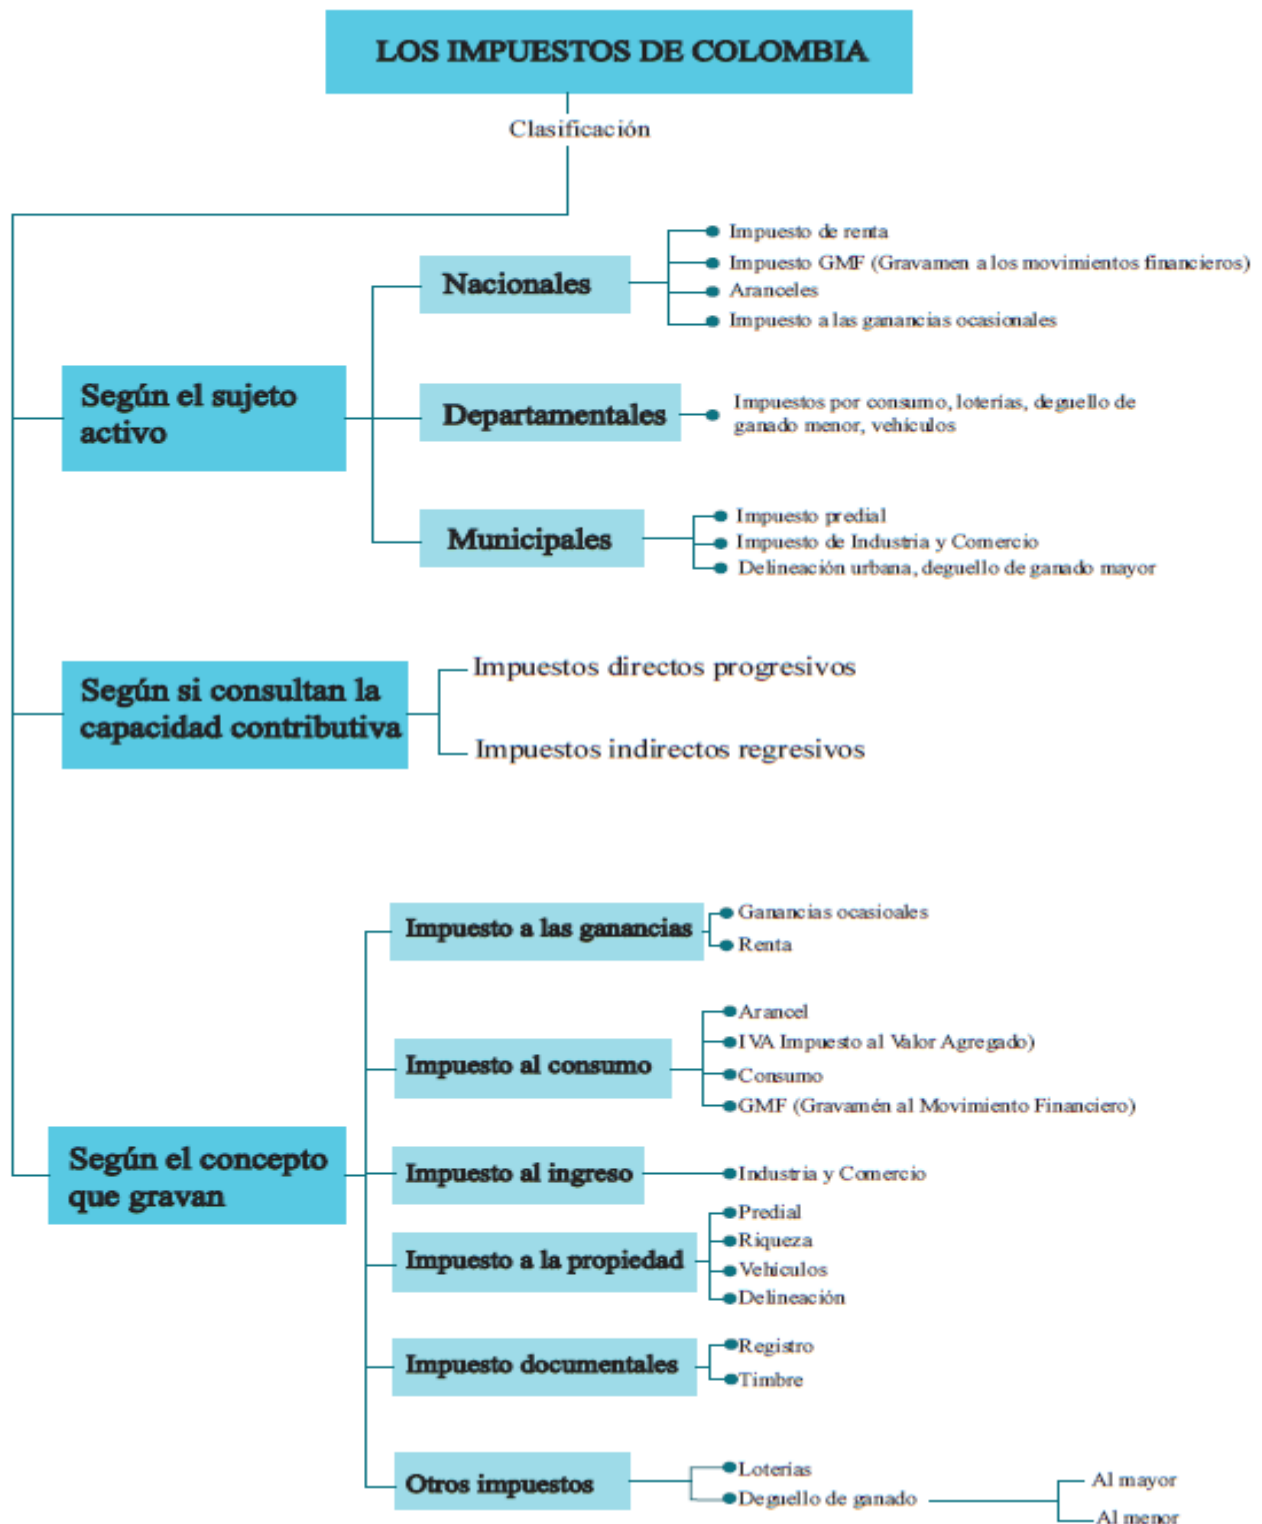 LOS IMPUESTOS DE COLOMBIA
Clasificación
Según el sujeto
activo
Nacionales
Impuesto de renta
Impuesto GMF (Gravamen a los movimientos financieros)
Aranceles
Impuesto a las ganancias ocasionales
Departamentales
Impuestos por consumo, loterías, deguello de
ganado menor, vehículos
Municipales
Impuesto predial
Impuesto de Industria y Comercio
Delineación urbana, deguello de ganado mayor
Según si consultan la
capacidad contributiva
Impuestos directos progresivos
Impuestos indirectos regresivos
Según el concepto
que gravan
Impuesto a las ganancias
Ganancias ocasioales
Renta
Impuesto al consumo
Arancel
IVA Impuesto al Valor Agregado)
Consumo
GMF (Gravamén al Movimiento Financiero)
Impuesto al ingreso
Industria y Comercio
Impuesto a la propiedad
Predial
Riqueza
Vehículos
Delineación
Impuesto documentales
Registro
Timbre
Otros impuestos
Loterías
Deguello de ganado
Al mayor
Al menor